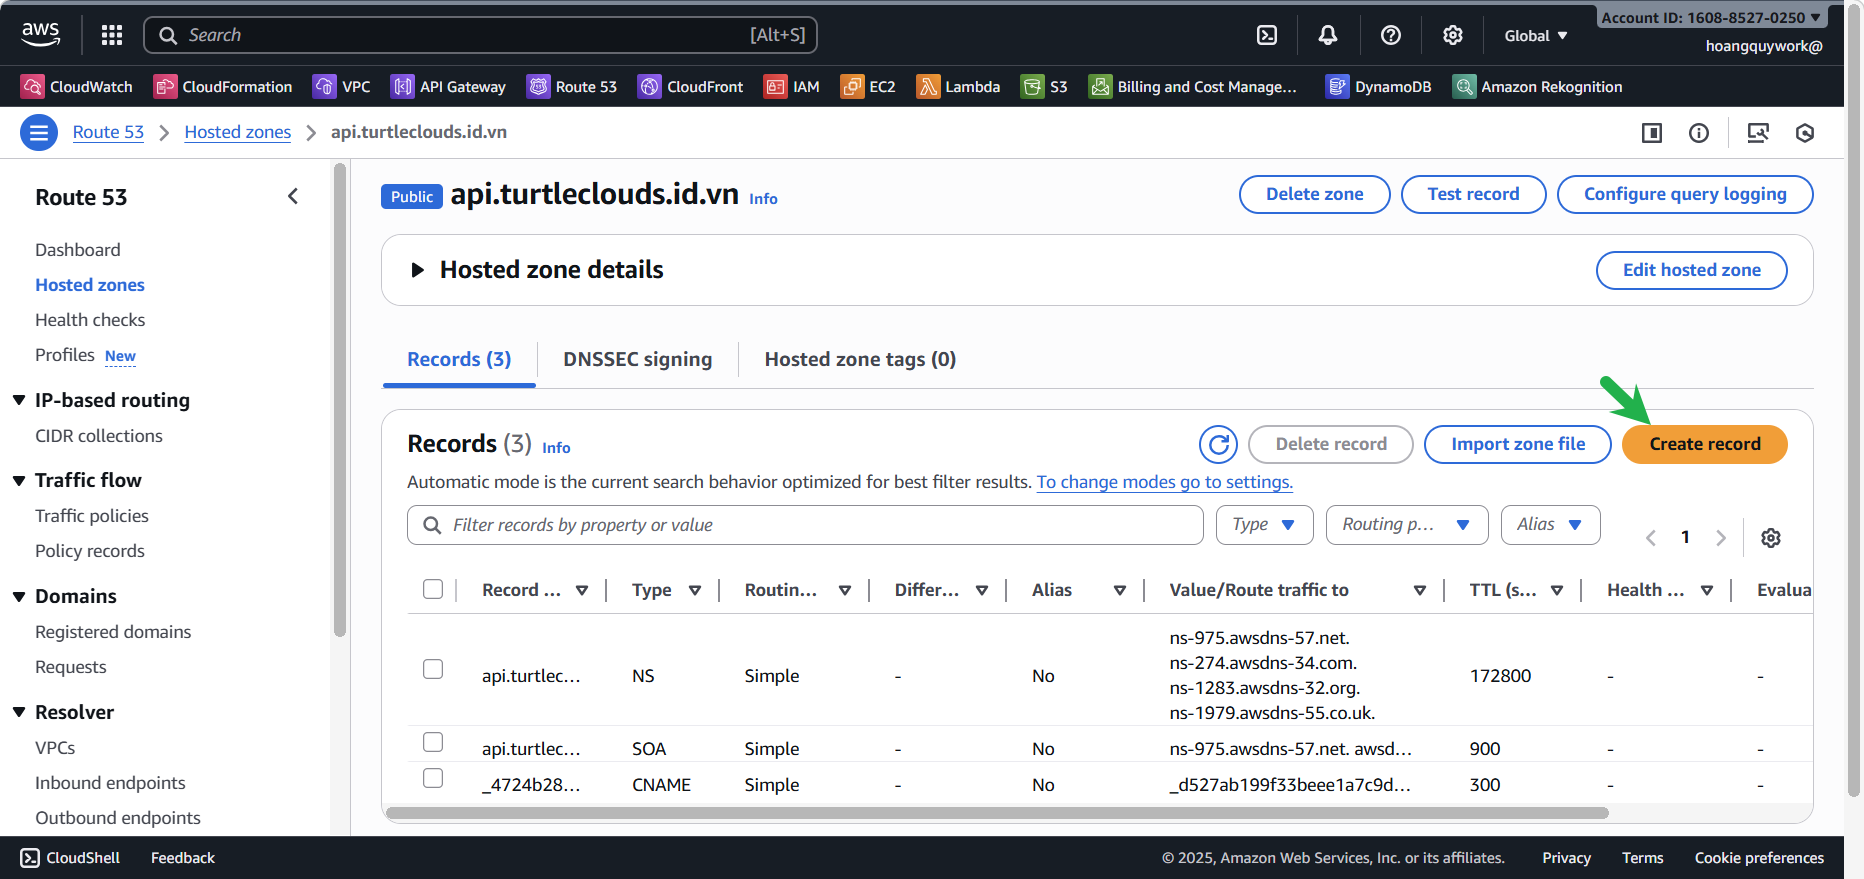 aws
Search [Alt+S]
Global
Account ID: 1608-8527-0250
hoangquywork@
CloudWatch CloudFormation VPC API Gateway Route 53 CloudFront IAM EC2 Lambda S3 Billing and Cost Manage... DynamoDB Amazon Rekognition
Route 53 Hosted zones api.turtleclouds.id.vn
Route 53
Dashboard
Hosted zones
Health checks
Profiles New
IP-based routing
CIDR collections
Traffic flow
Traffic policies
Policy records
Domains
Registered domains
Requests
Resolver
VPCs
Inbound endpoints
Outbound endpoints
Public api.turtleclouds.id.vn Info
Delete zone Test record Configure query logging
Hosted zone details Edit hosted zone
Records (3) DNSSEC signing Hosted zone tags (0)
Records (3) Info Delete record Import zone file Create record
Automatic mode is the current search behavior optimized for best filter results. To change modes go to settings.
Filter records by property or value Type Routing p... Alias 1
Record ... Type Routin... Differ... Alias Value/Route traffic to TTL (s... Health ... Evalua
ns-975.awsdns-57.net.
ns-274.awsdns-34.com.
api.turtlec... NS Simple - No 172800 - -
ns-1283.awsdns-32.org.
ns-1979.awsdns-55.co.uk.
api.turtlec... SOA Simple - No ns-975.awsdns-57.net. awsd... 900 - -
_4724b28... CNAME Simple - No _d527ab199f33beee1a7c9d... 300 - -
CloudShell Feedback © 2025, Amazon Web Services, Inc. or its affiliates. Privacy Terms Cookie preferences